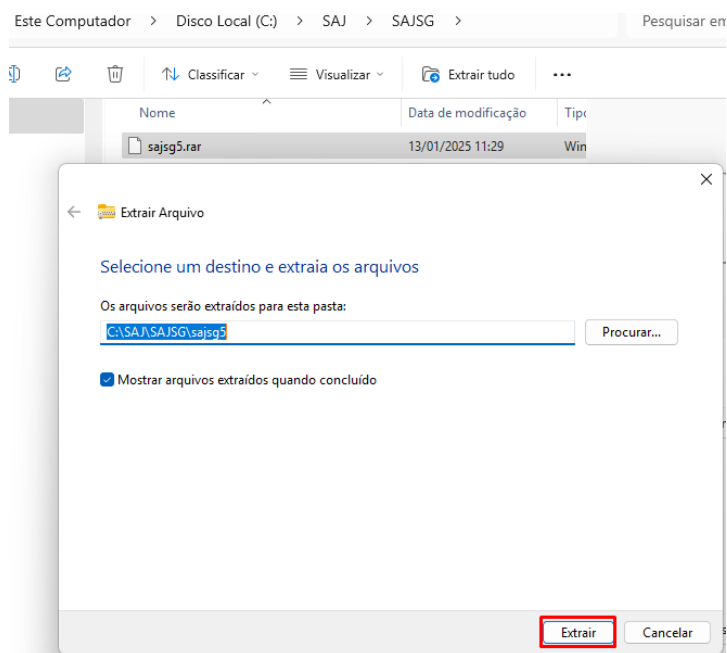 Este Computador > Disco Local (C:) > SAJ > SAJSG > Pesquisar em
Classificar Visualizar Extrair tudo ...
Nome Data de modificação Tipo
sajsg5.rar 13/01/2025 11:29 Win
Extrair Arquivo
Selecione um destino e extraia os arquivos
Os arquivos serão extraídos para esta pasta:
C:\SAJ\SAJSG\sajsg5 Procurar...
Mostrar arquivos extraídos quando concluído
Extrair Cancelar